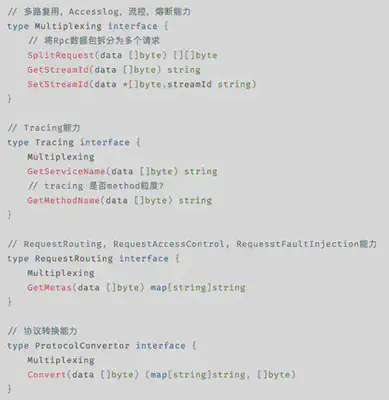 // 多路复用, Accesslog, 流控, 熔断能力
type Multiplexing interface {
// 将Rpc数据包拆分为多个请求
SplitRequest(data []byte) [][]byte
GetStreamId(data []byte) string
SetStreamId(data *[]byte,streamId string)
}
// Tracing能力
type Tracing interface {
Multiplexing
GetServiceName(data []byte) string
// tracing 是否method粒度?
GetMethodName(data []byte) string
}
// RequestRouting, RequestAccessControl, RequesstFaultInjection能力
type RequestRouting interface {
Multiplexing
GetMetas(data []byte) map[string]string
}
// 协议转换能力
type ProtocolConvertor interface {
Multiplexing
Convert(data []byte) (map[string]string, []byte)
}